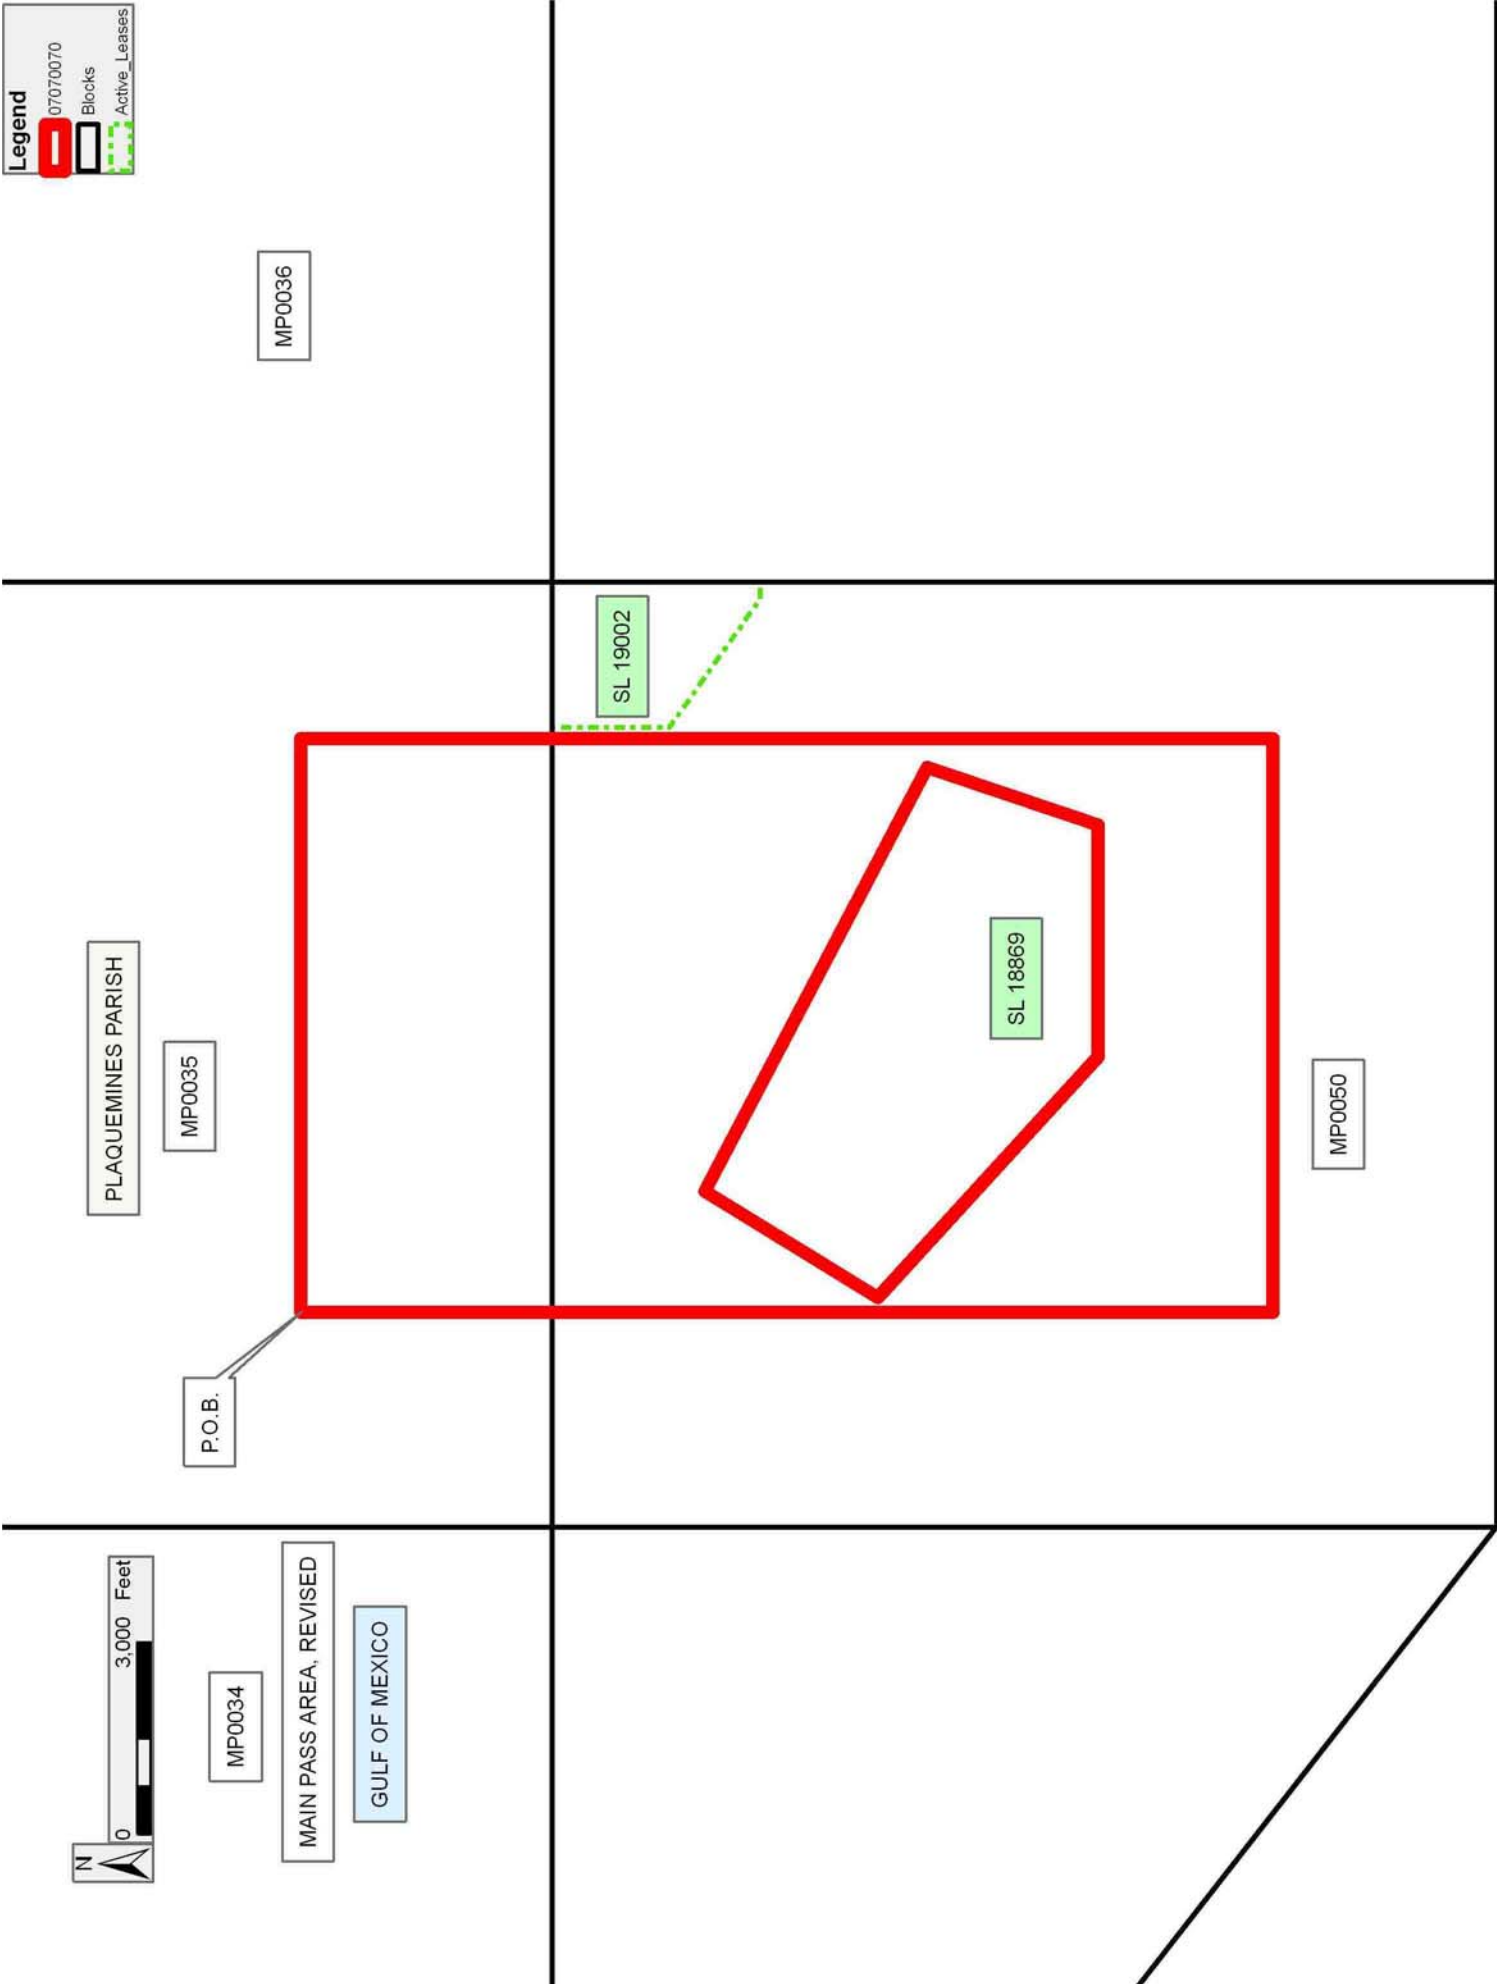 N
0 3,000 Feet
MP0034
MAIN PASS AREA, REVISED
GULF OF MEXICO
PLAQUEMINES PARISH
MP0035
P.O.B.
Legend
07070070
Blocks
Active_Leases
MP0036
SL 19002
SL 18869
MP0050